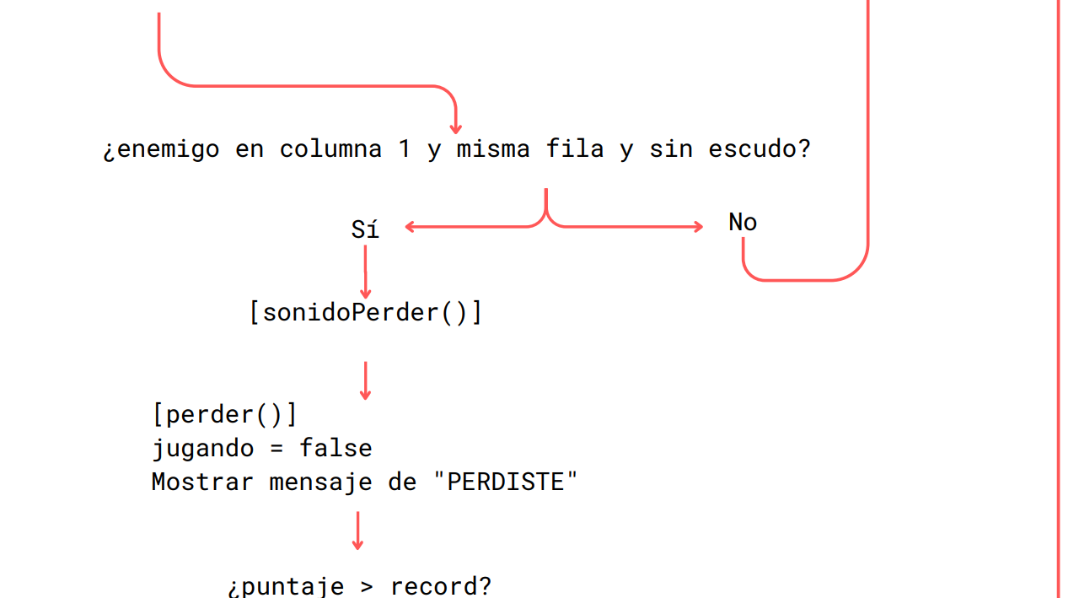 ¿enemigo en columna 1 y misma fila y sin escudo?
Sí
No
[sonidoPerder()]
[perder()]
jugando = false
Mostrar mensaje de "PERDISTE"
¿puntaje > record?